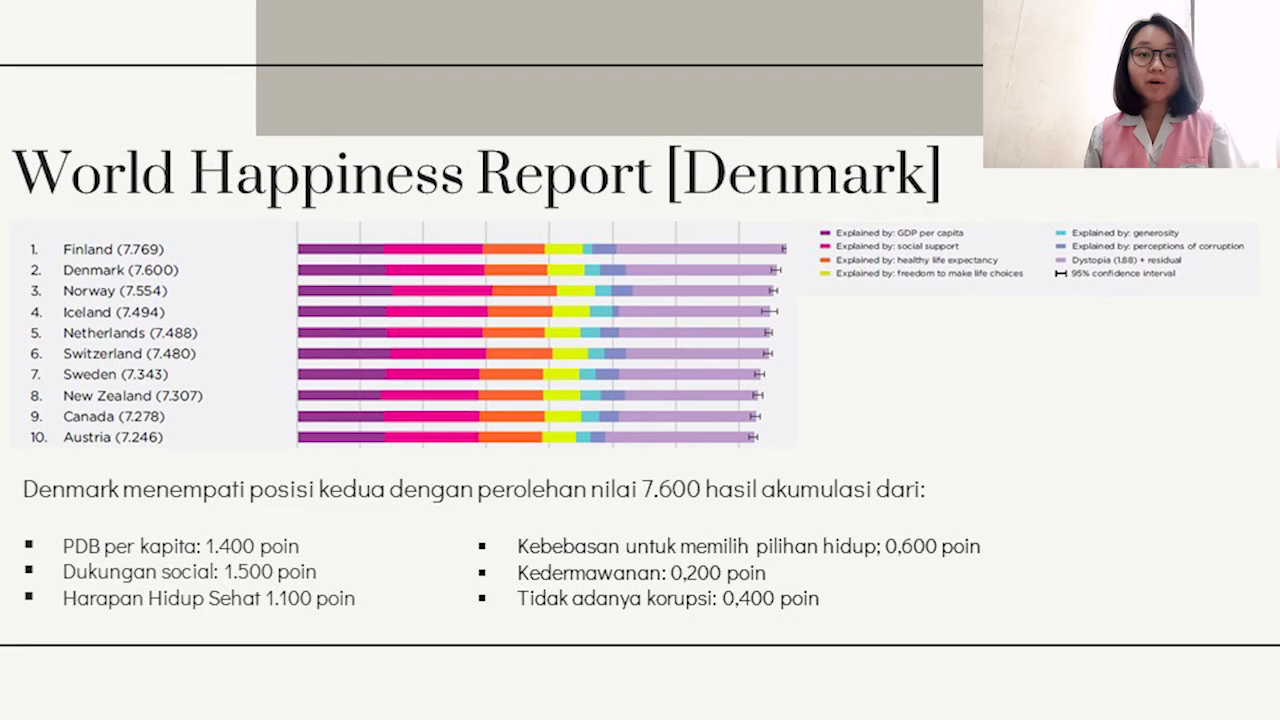 World Happiness Report [Denmark]
1. Finland (7.769)
2. Denmark (7.600)
3. Norway (7.554)
4. Iceland (7.494)
5. Netherlands (7.488)
6. Switzerland (7.480)
7. Sweden (7.343)
8. New Zealand (7.307)
9. Canada (7.278)
10. Austria (7.246)
Explained by: GDP per capita
Explained by: social support
Explained by: healthy life expectancy
Explained by: freedom to make life choices
Explained by: generosity
Explained by: perceptions of corruption
Dystopia (1.88) + residual
95% confidence interval
Denmark menempati posisi kedua dengan perolehan nilai 7.600 hasil akumulasi dari:
▪ PDB per kapita: 1.400 poin
▪ Dukungan social: 1.500 poin
▪ Harapan Hidup Sehat 1.100 poin
▪ Kebebasan untuk memilih pilihan hidup; 0,600 poin
▪ Kedermawanan: 0,200 poin
▪ Tidak adanya korupsi: 0,400 poin